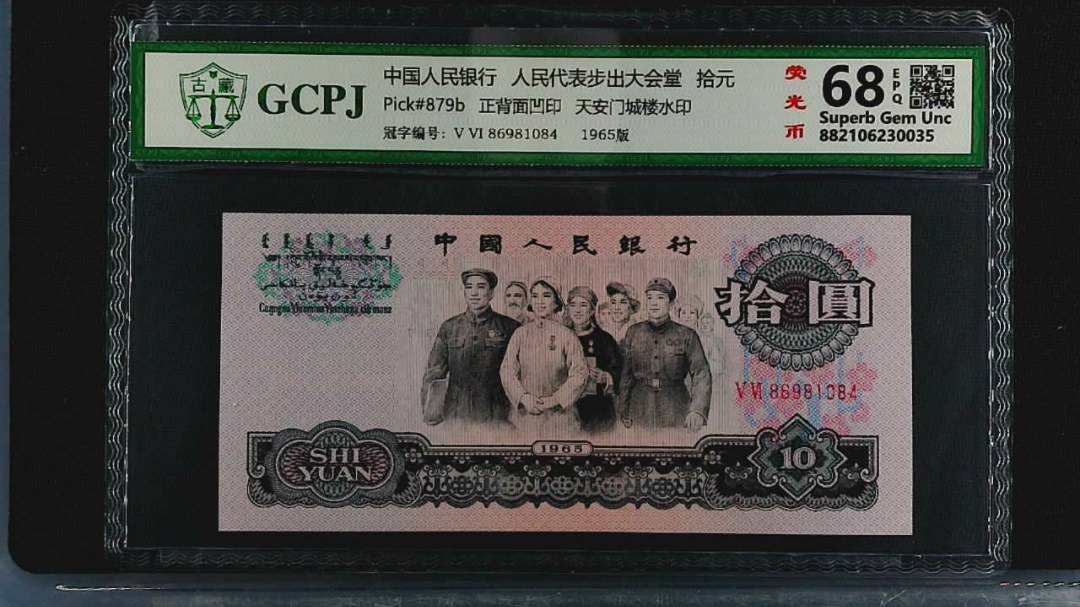 古藏
GCPJ
中国人民银行 人民代表步出大会堂 拾元
Pick#879b 正背面凹印 天安门城楼水印
冠字编号: V VI 86981084 1965版
荧光币
68 EPQ
Superb Gem Unc
882106230035
中國人民銀行
拾圓
V VI 86981084
1965
SHI
YUAN
10